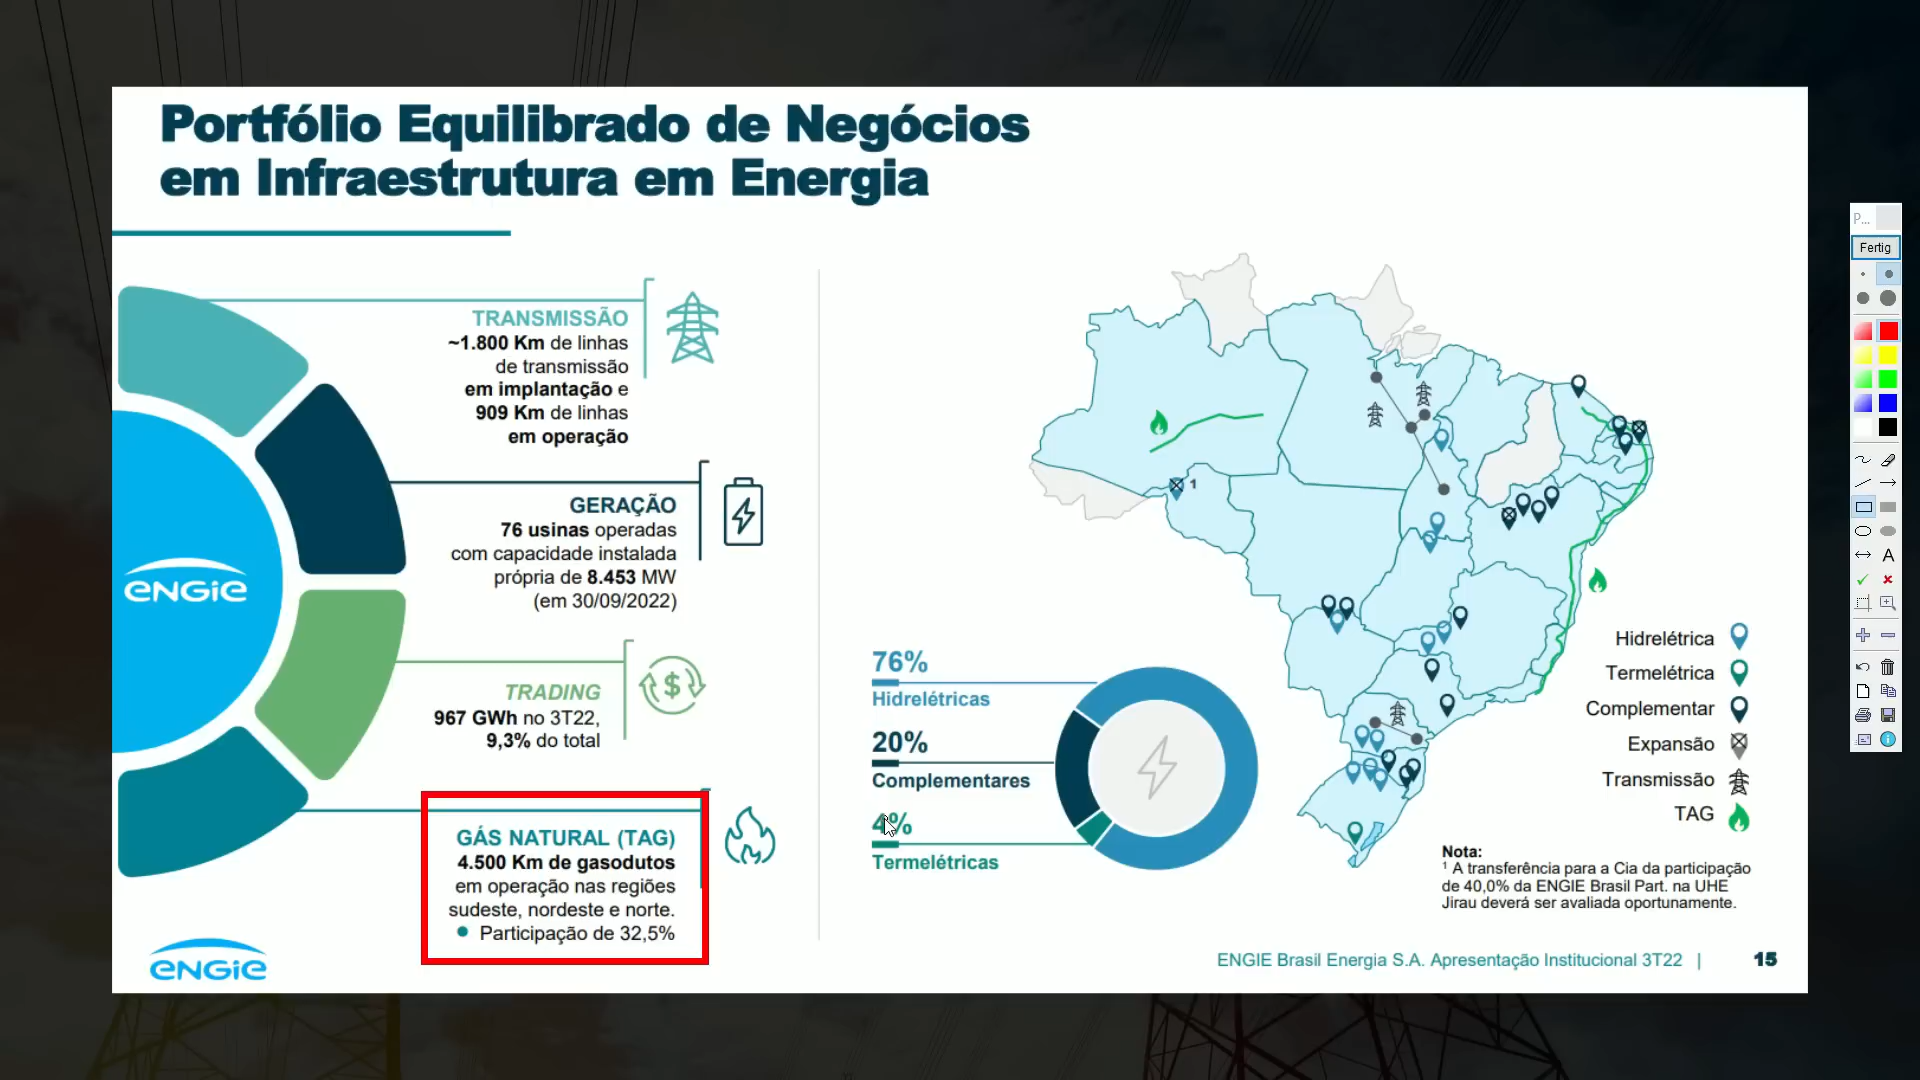 Portfólio Equilibrado de Negócios
em Infraestrutura em Energia
TRANSMISSÃO
~1.800 Km de linhas
de transmissão
em implantação e
909 Km de linhas
em operação
GERAÇÃO
76 usinas operadas
com capacidade instalada
própria de 8.453 MW
(em 30/09/2022)
TRADING
967 GWh no 3T22,
9,3% do total
GÁS NATURAL (TAG)
4.500 Km de gasodutos
em operação nas regiões
sudeste, nordeste e norte.
Participação de 32,5%
ENGIE
ENGIE
76%
Hidrelétricas
20%
Complementares
4%
Termelétricas
1
Hidrelétrica
Termelétrica
Complementar
Expansão
Transmissão
TAG
Nota:
1 A transferência para a Cia da participação
de 40,0% da ENGIE Brasil Part. na UHE
Jirau deverá ser avaliada oportunamente.
ENGIE Brasil Energia S.A. Apresentação Institucional 3T22 |
15
P...
Fertig
A